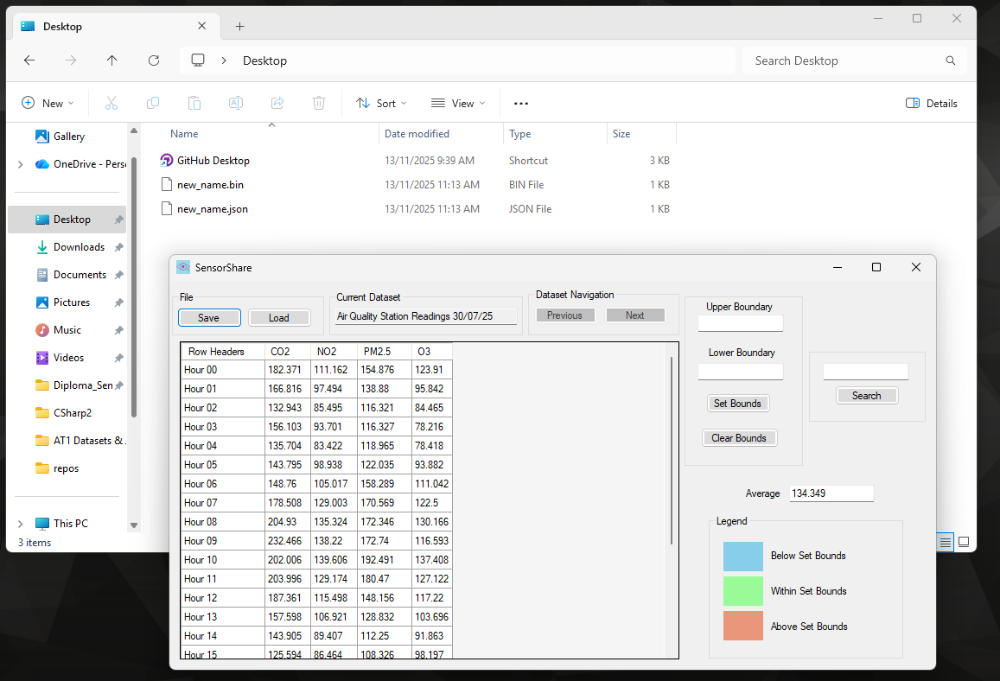 Desktop
Desktop
Search Desktop
New
Sort
View
Details
Gallery
OneDrive - Pers
Desktop
Downloads
Documents
Pictures
Music
Videos
Diploma_Sen
CSharp2
AT1 Datasets &
repos
This PC
3 items
Name Date modified Type Size
GitHub Desktop 13/11/2025 9:39 AM Shortcut 3 KB
new_name.bin 13/11/2025 11:13 AM BIN File 1 KB
new_name.json 13/11/2025 11:13 AM JSON File 1 KB
SensorShare
File
Save Load
Current Dataset
Air Quality Station Readings 30/07/25
Dataset Navigation
Previous Next
Row Headers CO2 NO2 PM2.5 O3
Hour 00 182.371 111.162 154.876 123.91
Hour 01 166.816 97.494 138.88 95.842
Hour 02 132.943 85.495 116.321 84.465
Hour 03 156.103 93.701 116.327 78.216
Hour 04 135.704 83.422 118.965 78.418
Hour 05 143.795 98.938 122.035 93.882
Hour 06 148.76 105.017 158.289 111.042
Hour 07 178.508 129.003 170.569 122.5
Hour 08 204.93 135.324 172.346 130.166
Hour 09 232.466 138.22 172.74 116.593
Hour 10 202.006 139.606 192.491 137.408
Hour 11 203.996 129.174 180.47 127.122
Hour 12 187.361 115.498 148.156 117.22
Hour 13 157.598 106.921 128.832 103.696
Hour 14 143.905 89.407 112.25 91.863
Hour 15 125.594 86.464 108.326 98.197
Upper Boundary
Lower Boundary
Set Bounds
Clear Bounds
Search
Average 134.349
Legend
Below Set Bounds
Within Set Bounds
Above Set Bounds